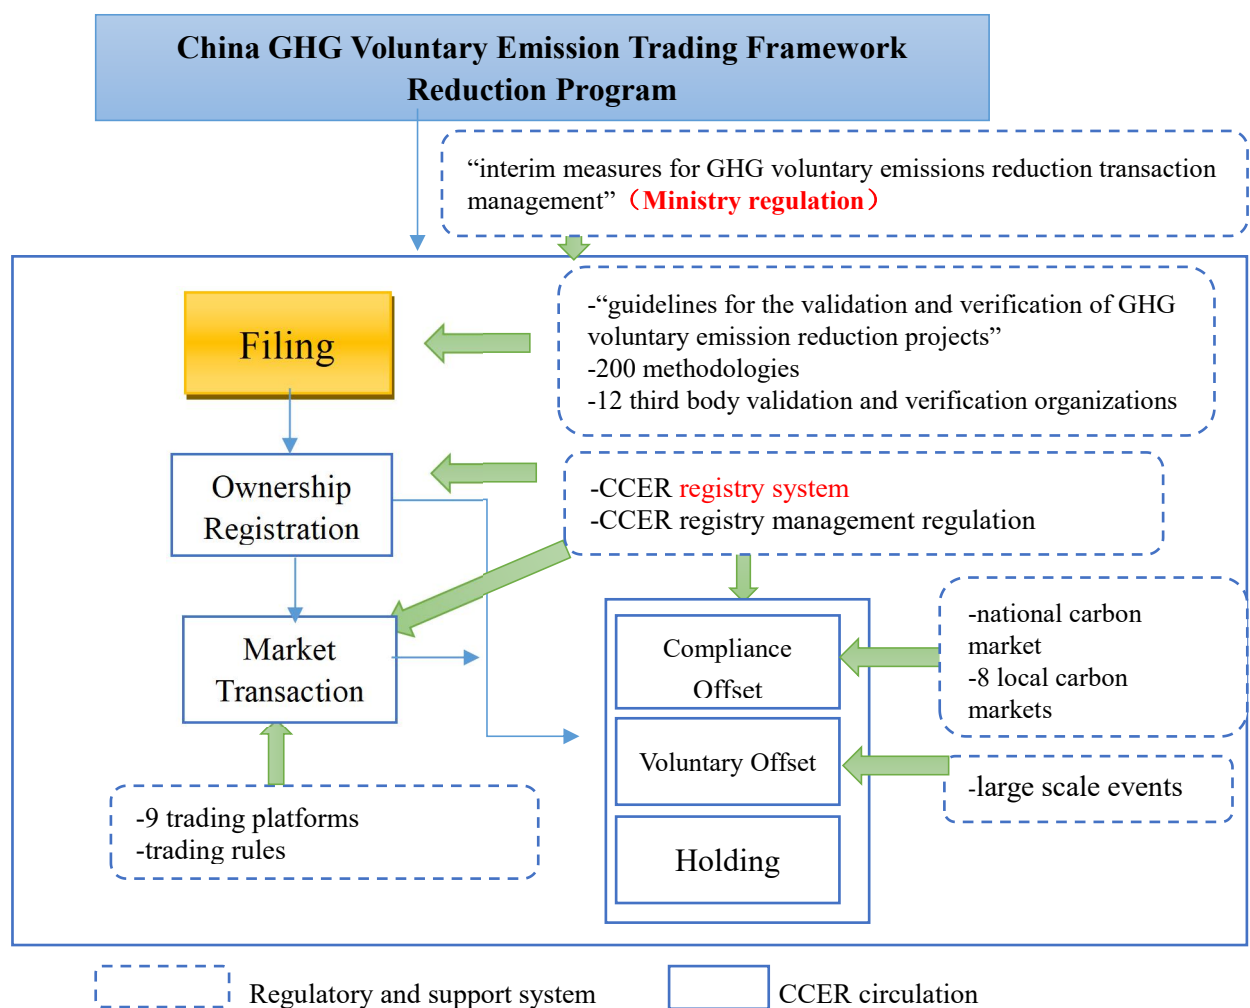 China GHG Voluntary Emission Trading Framework
Reduction Program
“interim measures for GHG voluntary emissions reduction transaction
management”（Ministry regulation）
Filing
-“guidelines for the validation and verification of GHG
voluntary emission reduction projects”
-200 methodologies
-12 third body validation and verification organizations
Ownership
Registration
-CCER registry system
-CCER registry management regulation
Market
Transaction
Compliance
Offset
-national carbon
market
-8 local carbon
markets
Voluntary Offset
-large scale events
-9 trading platforms
-trading rules
Holding
Regulatory and support system
CCER circulation